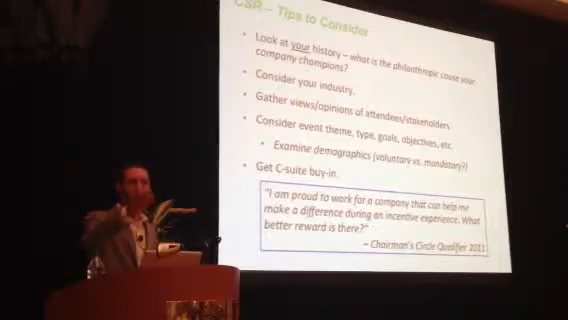 CSR – Tips to Consider
• Look at your history – what is the philanthropic cause your
company champions?
• Consider your industry.
• Gather views/opinions of attendees/stakeholders.
• Consider event theme, type, goals, objectives, etc.
• Examine demographics (voluntary vs. mandatory?)
• Get C-suite buy-in.
"I am proud to work for a company that can help me
make a difference during an incentive experience. What
better reward is there?"
– Chairman's Circle Qualifier 2011